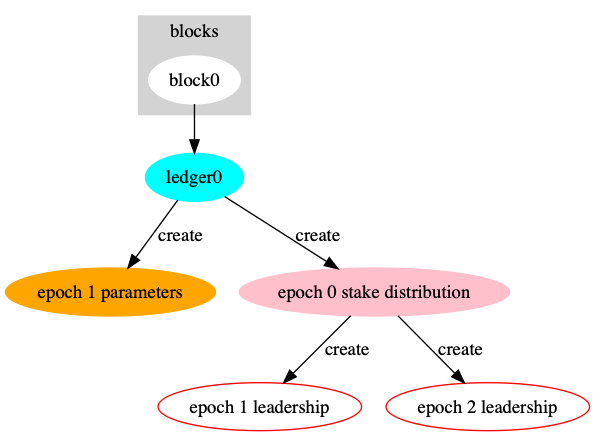 blocks
block0
ledger0
create
create
epoch 1 parameters
epoch 0 stake distribution
create
create
epoch 1 leadership
epoch 2 leadership